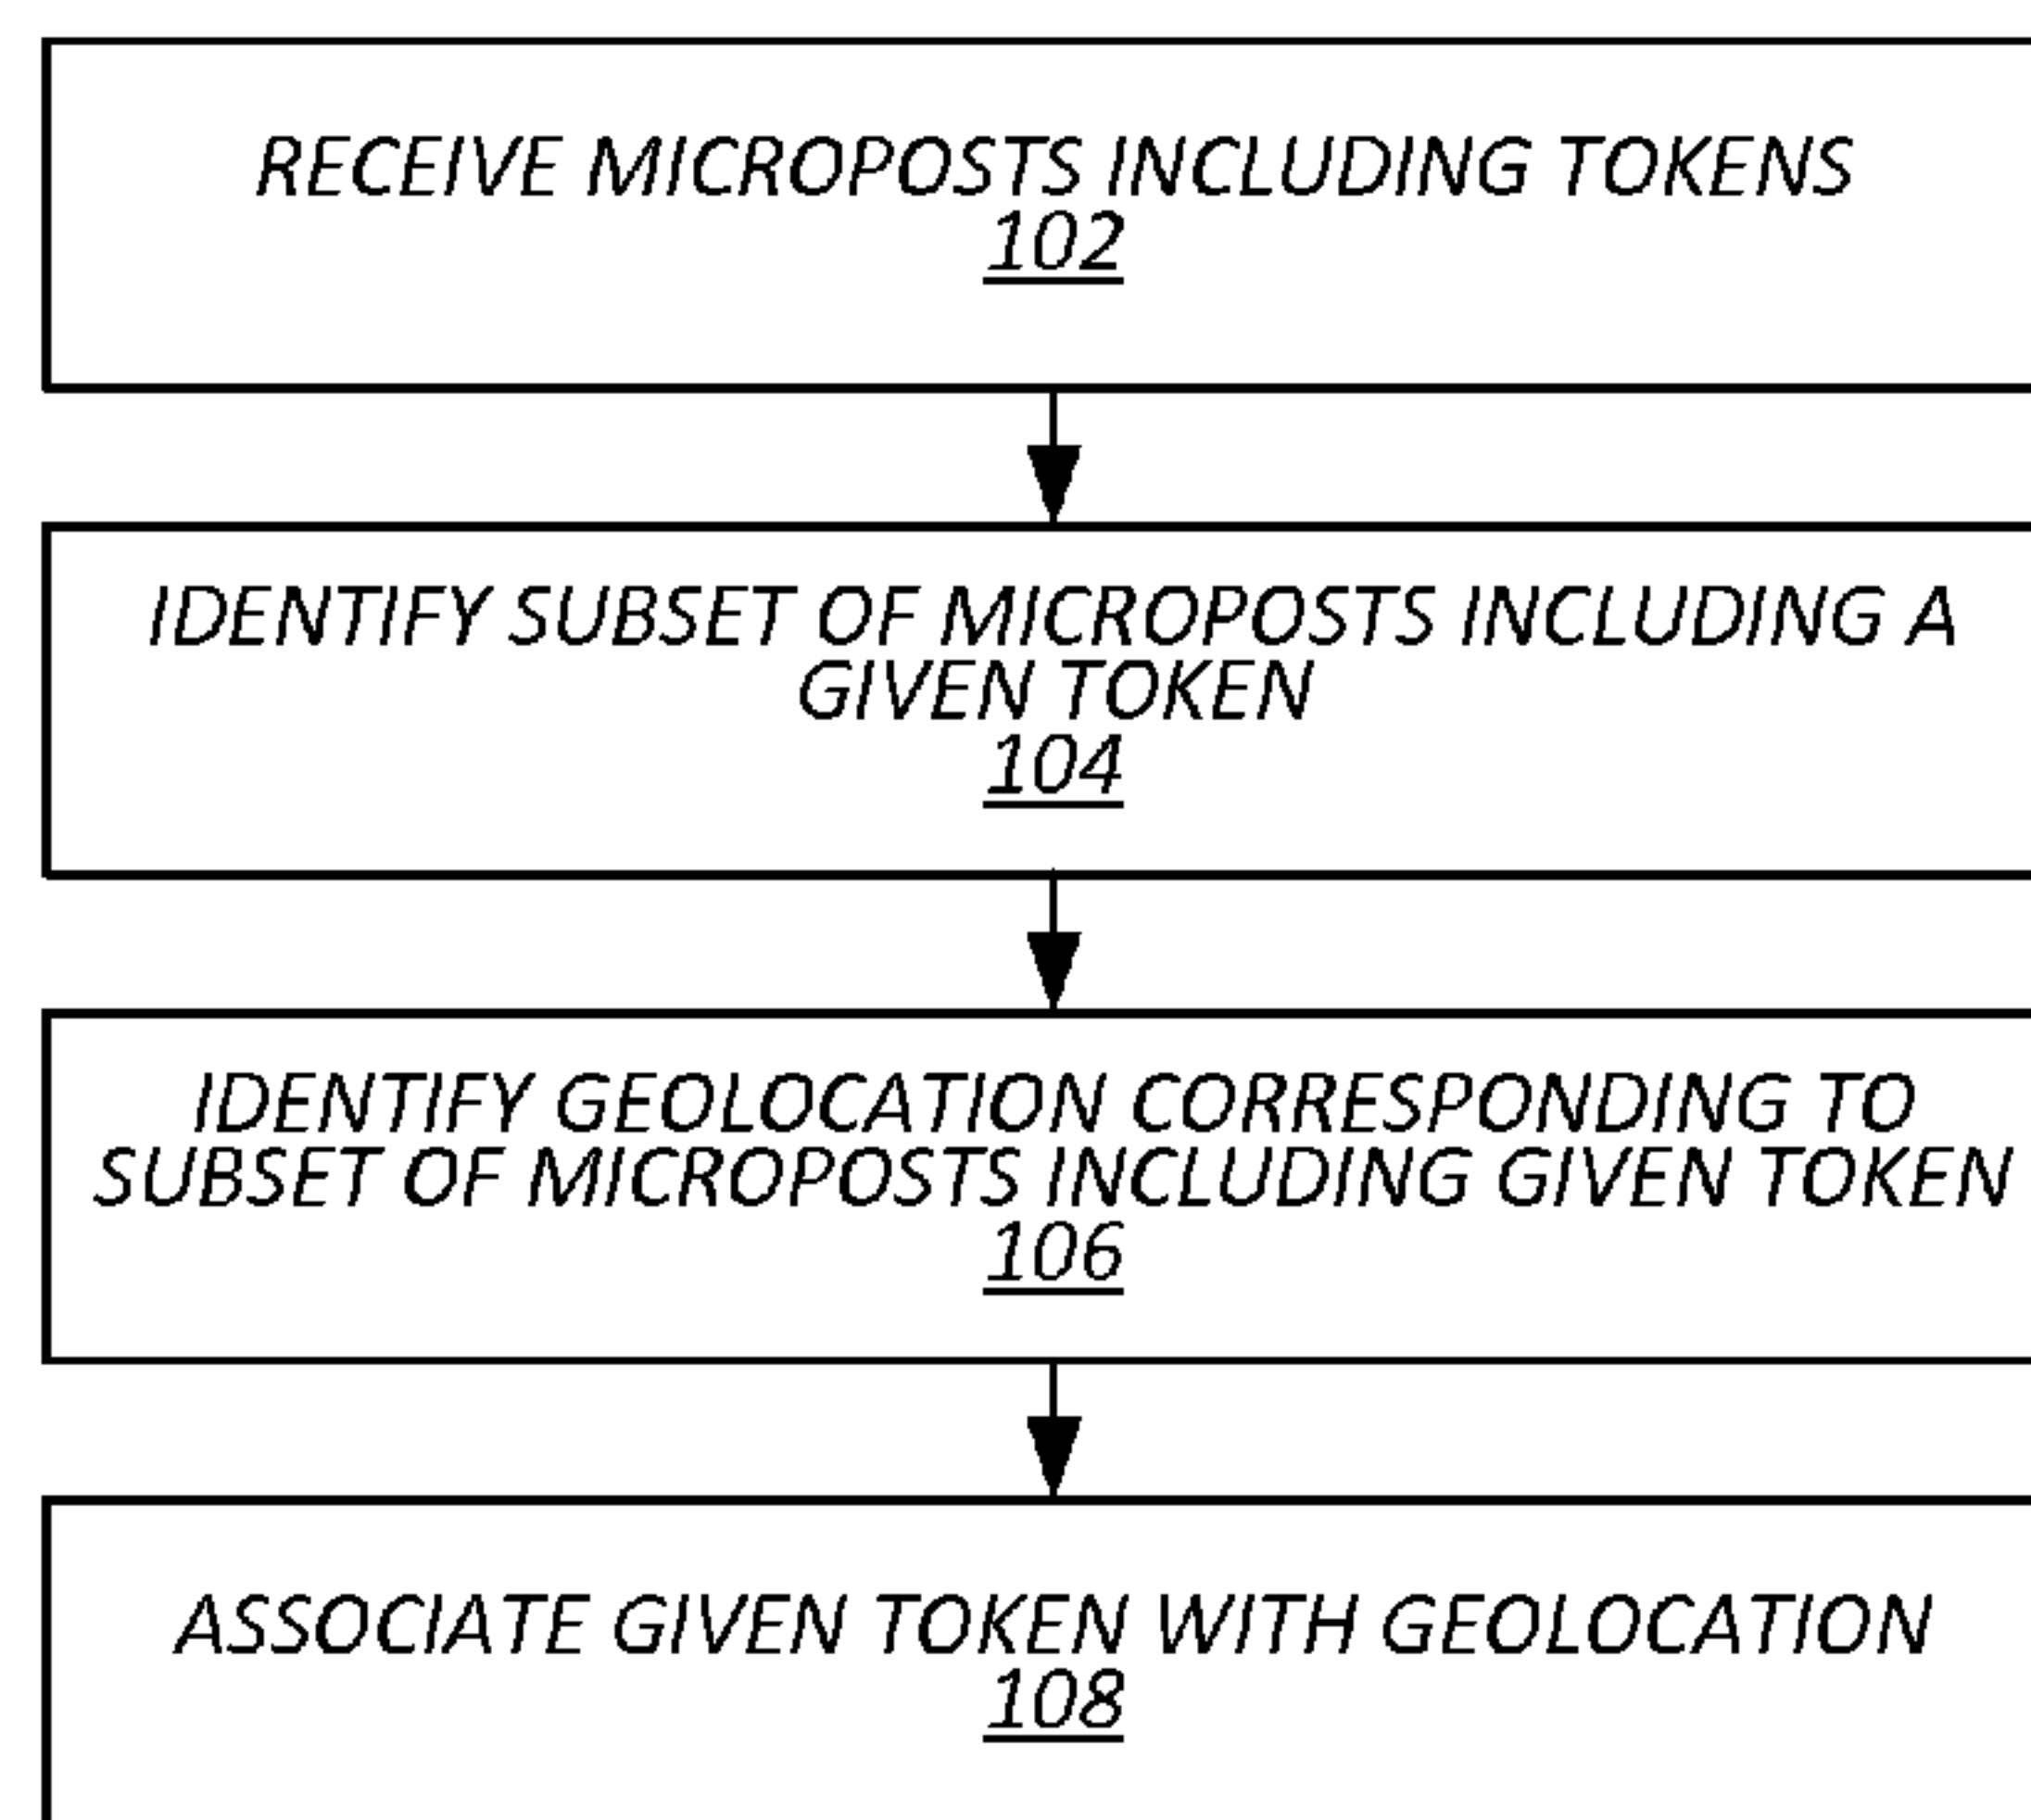 RECEIVE MICROPOSTS INCLUDING TOKENS
102
IDENTIFY SUBSET OF MICROPOSTS INCLUDING A
GIVEN TOKEN
104
IDENTIFY GEOLOCATION CORRESPONDING TO
SUBSET OF MICROPOSTS INCLUDING GIVEN TOKEN
106
ASSOCIATE GIVEN TOKEN WITH GEOLOCATION
108